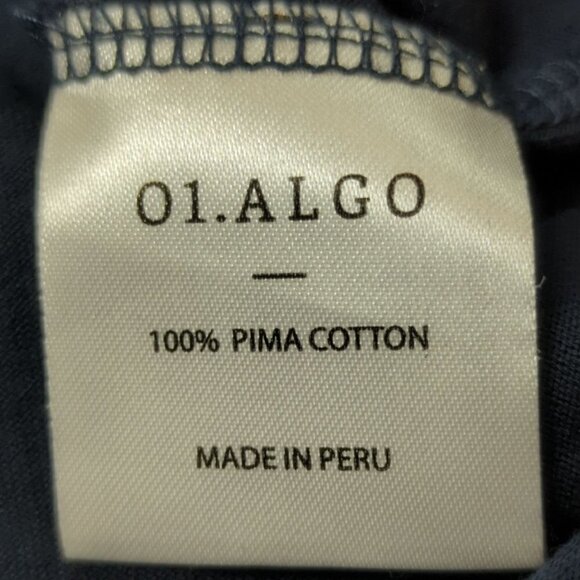 01.ALGO
—
100% PIMA COTTON
MADE IN PERU